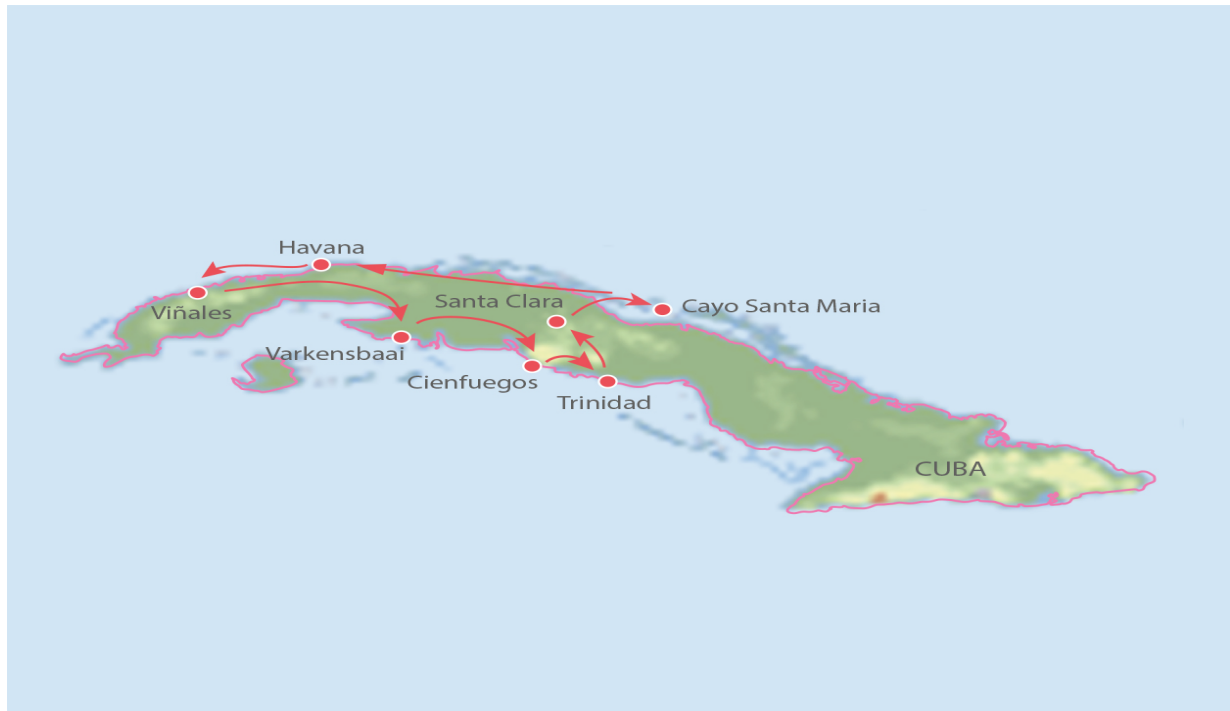 Havana
Santa Clara
Cayo Santa Maria
Viñales
Varkensbaai
Cienfuegos
Trinidad
CUBA